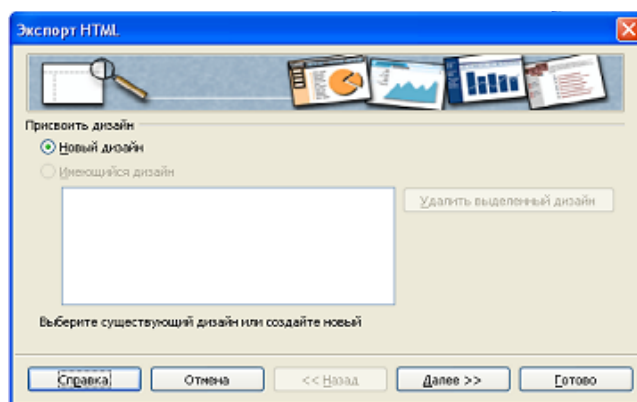 Экспорт HTML
Присвоить дизайн
Новый дизайн
Имеющийся дизайн
Удалить выделенный дизайн
Выберите существующий дизайн или создайте новый
Справка
Отмена
<< Назад
Далее >>
Готово